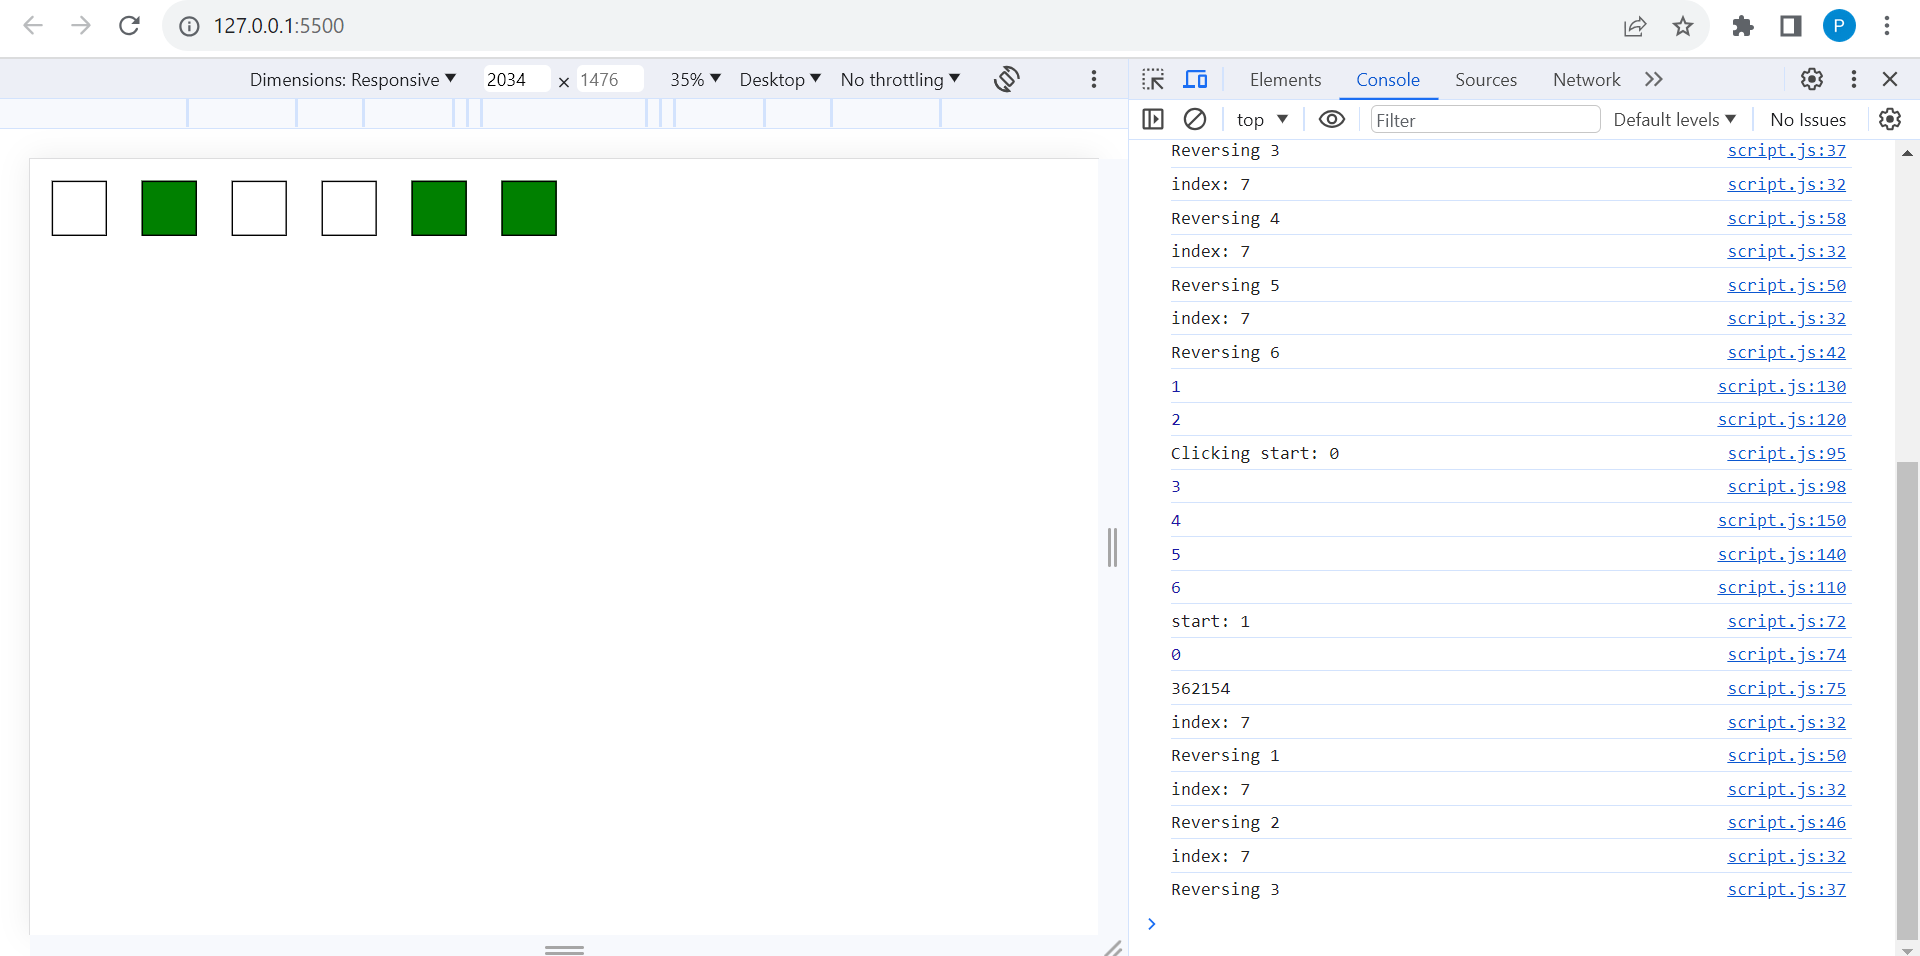 127.0.0.1:5500
P
Dimensions: Responsive 2034 × 1476 35% Desktop No throttling
Elements Console Sources Network
top Filter Default levels No Issues
Reversing 3 script.js:37
index: 7 script.js:32
Reversing 4 script.js:58
index: 7 script.js:32
Reversing 5 script.js:50
index: 7 script.js:32
Reversing 6 script.js:42
1 script.js:130
2 script.js:120
Clicking start: 0 script.js:95
3 script.js:98
4 script.js:150
5 script.js:140
6 script.js:110
start: 1 script.js:72
0 script.js:74
362154 script.js:75
index: 7 script.js:32
Reversing 1 script.js:50
index: 7 script.js:32
Reversing 2 script.js:46
index: 7 script.js:32
Reversing 3 script.js:37